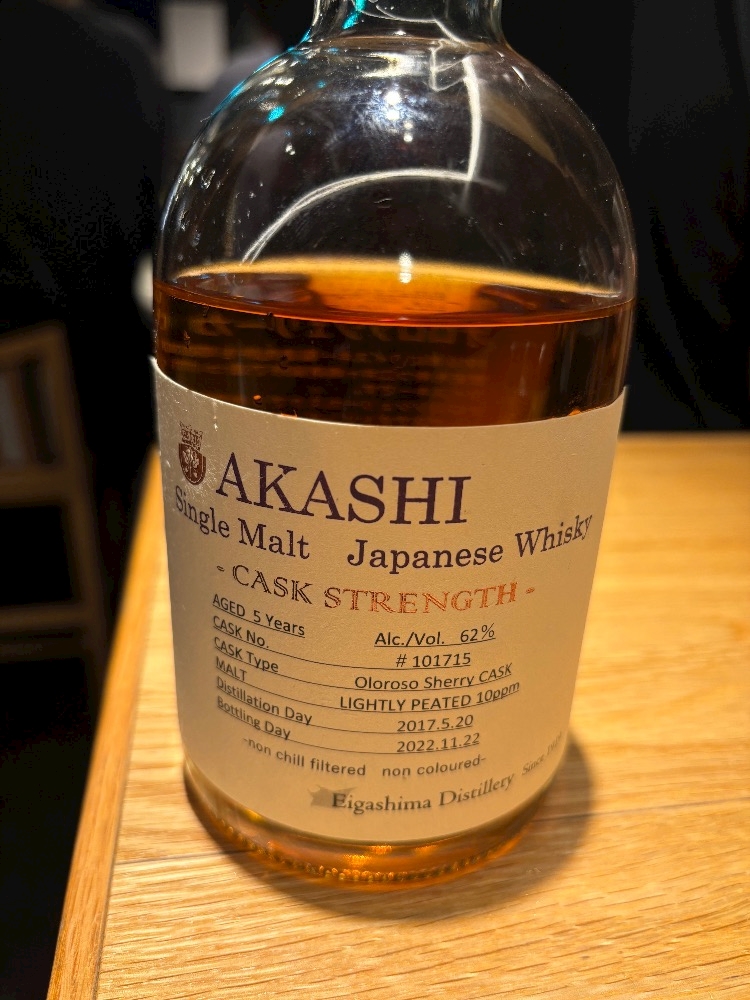 AKASHI
Single Malt Japanese Whisky
- CASK STRENGTH -
AGED 5 Years Alc./Vol. 62%
CASK No. # 101715
CASK Type Oloroso Sherry CASK
MALT LIGHTLY PEATED 10ppm
Distillation Day 2017.5.20
Bottling Day 2022.11.22
-non chill filtered non coloured-
Eigashima Distillery Since